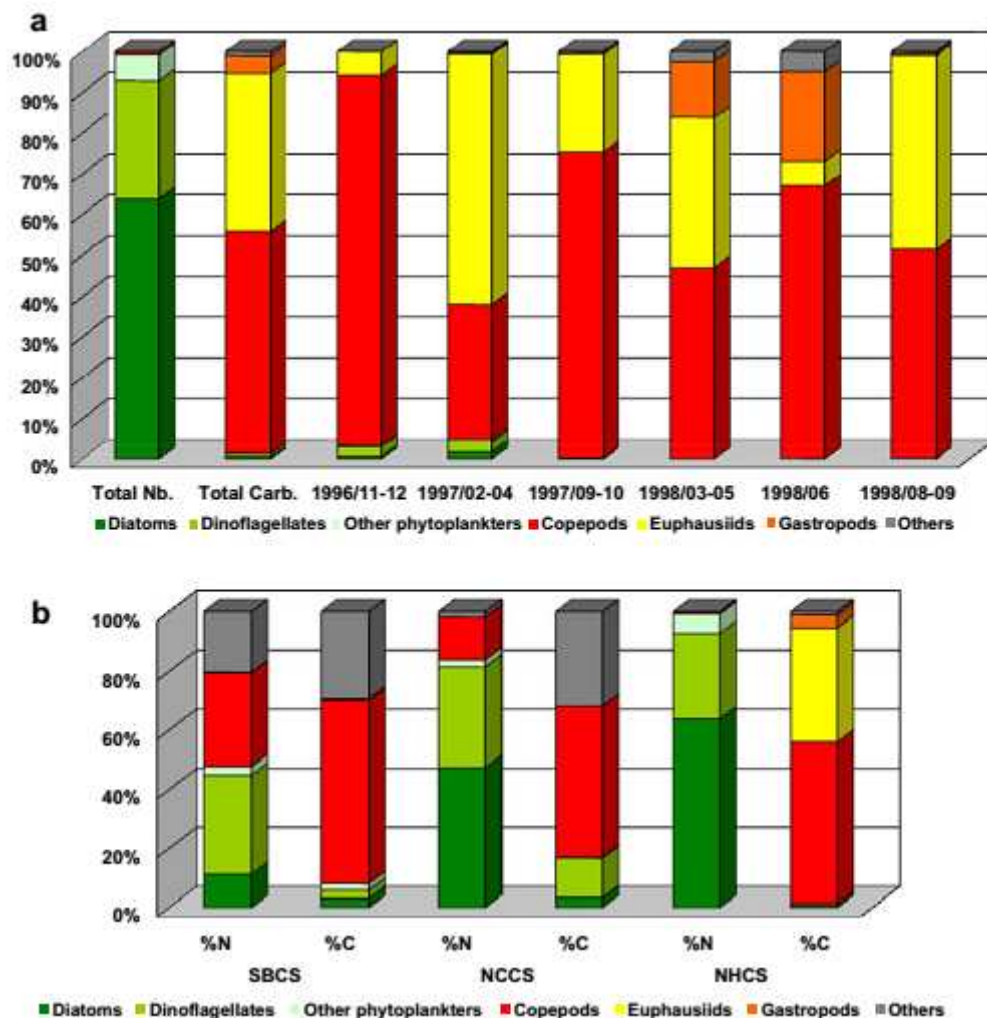 a
100%
90%
80%
70%
60%
50%
40%
30%
20%
10%
0%
Total Nb. Total Carb. 1996/11-12 1997/02-04 1997/09-10 1998/03-05 1998/06 1998/08-09
Diatoms Dinoflagellates Other phytoplankters Copepods Euphausiids Gastropods Others
b
100%
80%
60%
40%
20%
0%
%N %C %N %C %N %C
SBCS NCCS NHCS
Diatoms Dinoflagellates Other phytoplankters Copepods Euphausiids Gastropods Others